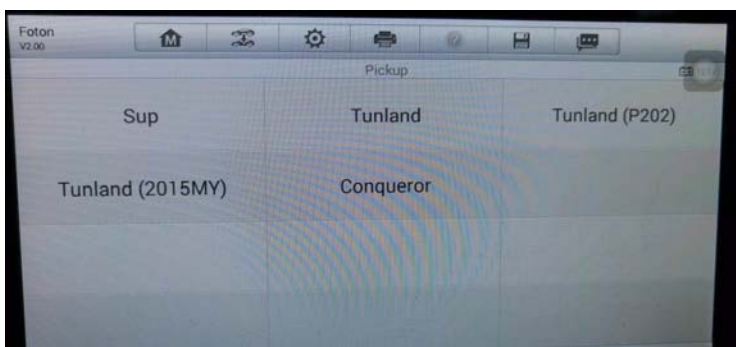 Foton
V2.00
Pickup
Sup
Tunland
Tunland (P202)
Tunland (2015MY)
Conqueror